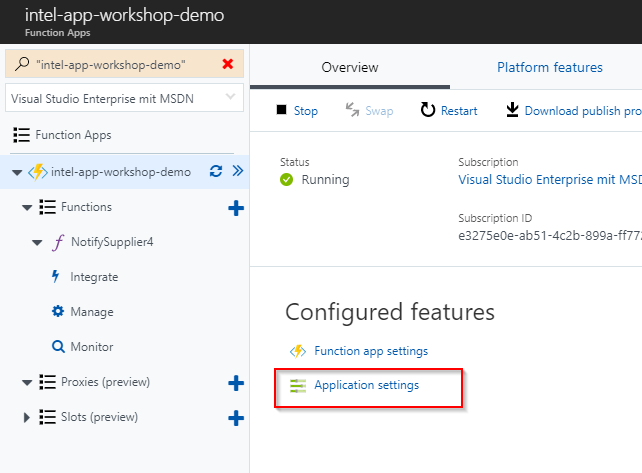 intel-app-workshop-demo
Function Apps
"intel-app-workshop-demo"
Visual Studio Enterprise mit MSDN
Function Apps
intel-app-workshop-demo
Functions
NotifySupplier4
Integrate
Manage
Monitor
Proxies (preview)
Slots (preview)
Overview
Platform features
Stop
Swap
Restart
Download publish pro
Status
Running
Subscription
Visual Studio Enterprise mit MSDN
Subscription ID
e3275e0e-ab51-4c2b-899a-ff772
Configured features
Function app settings
Application settings